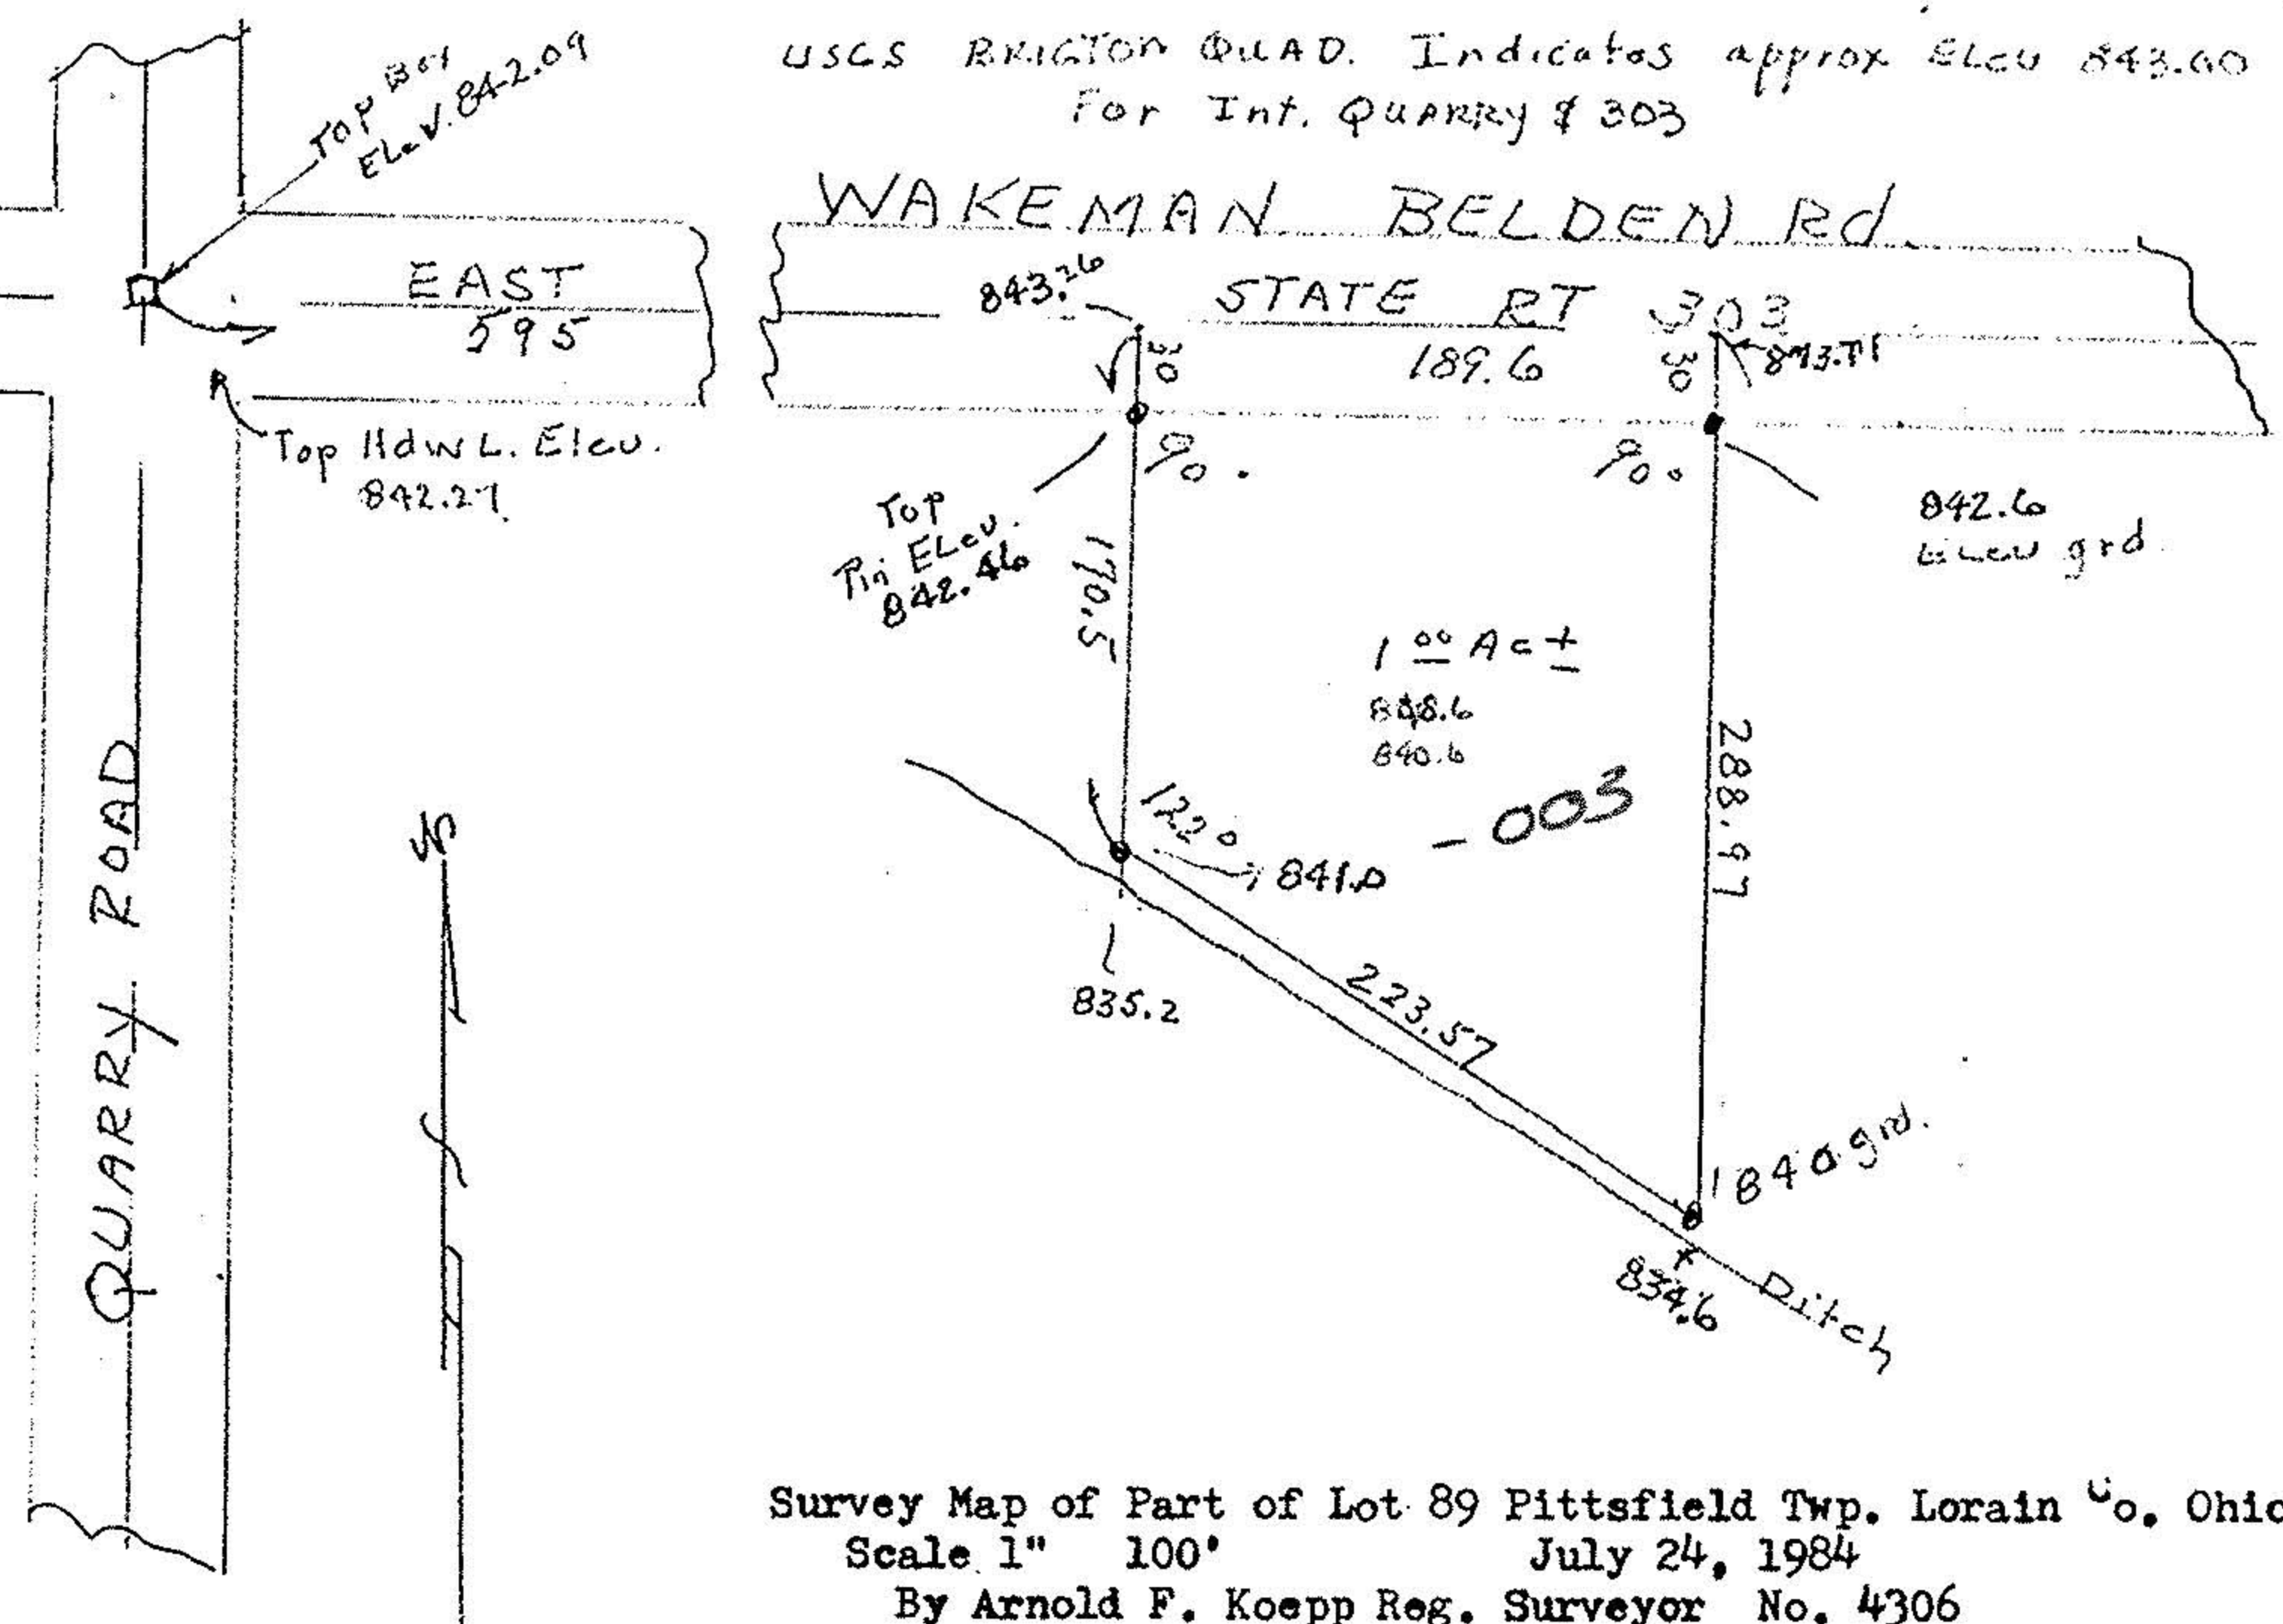 USGS BRIGTON QUAD. Indicates approx ELEV 843.00
For Int. QUARRY & 303
TOP
ELEV. 842.09
WAKEMAN BELDEN Rd.
EAST
595
843.26
STATE RT 303
30
189.6
30
Top HdwL. Elev.
842.27
90.
90°
TOP
Pin ELEV.
842.46
842.6
ELEV grd.
170.5
1 00 Ac ±
840.6
288.97
- 003
122°
841.0
835.2
223.57
840 grd.
834.6
Ditch
QUARRY ROAD
N
Survey Map of Part of Lot 89 Pittsfield Twp. Lorain Co. Ohio
Scale 1" 100'
July 24, 1984
By Arnold F. Koepp Reg. Surveyor No. 4306